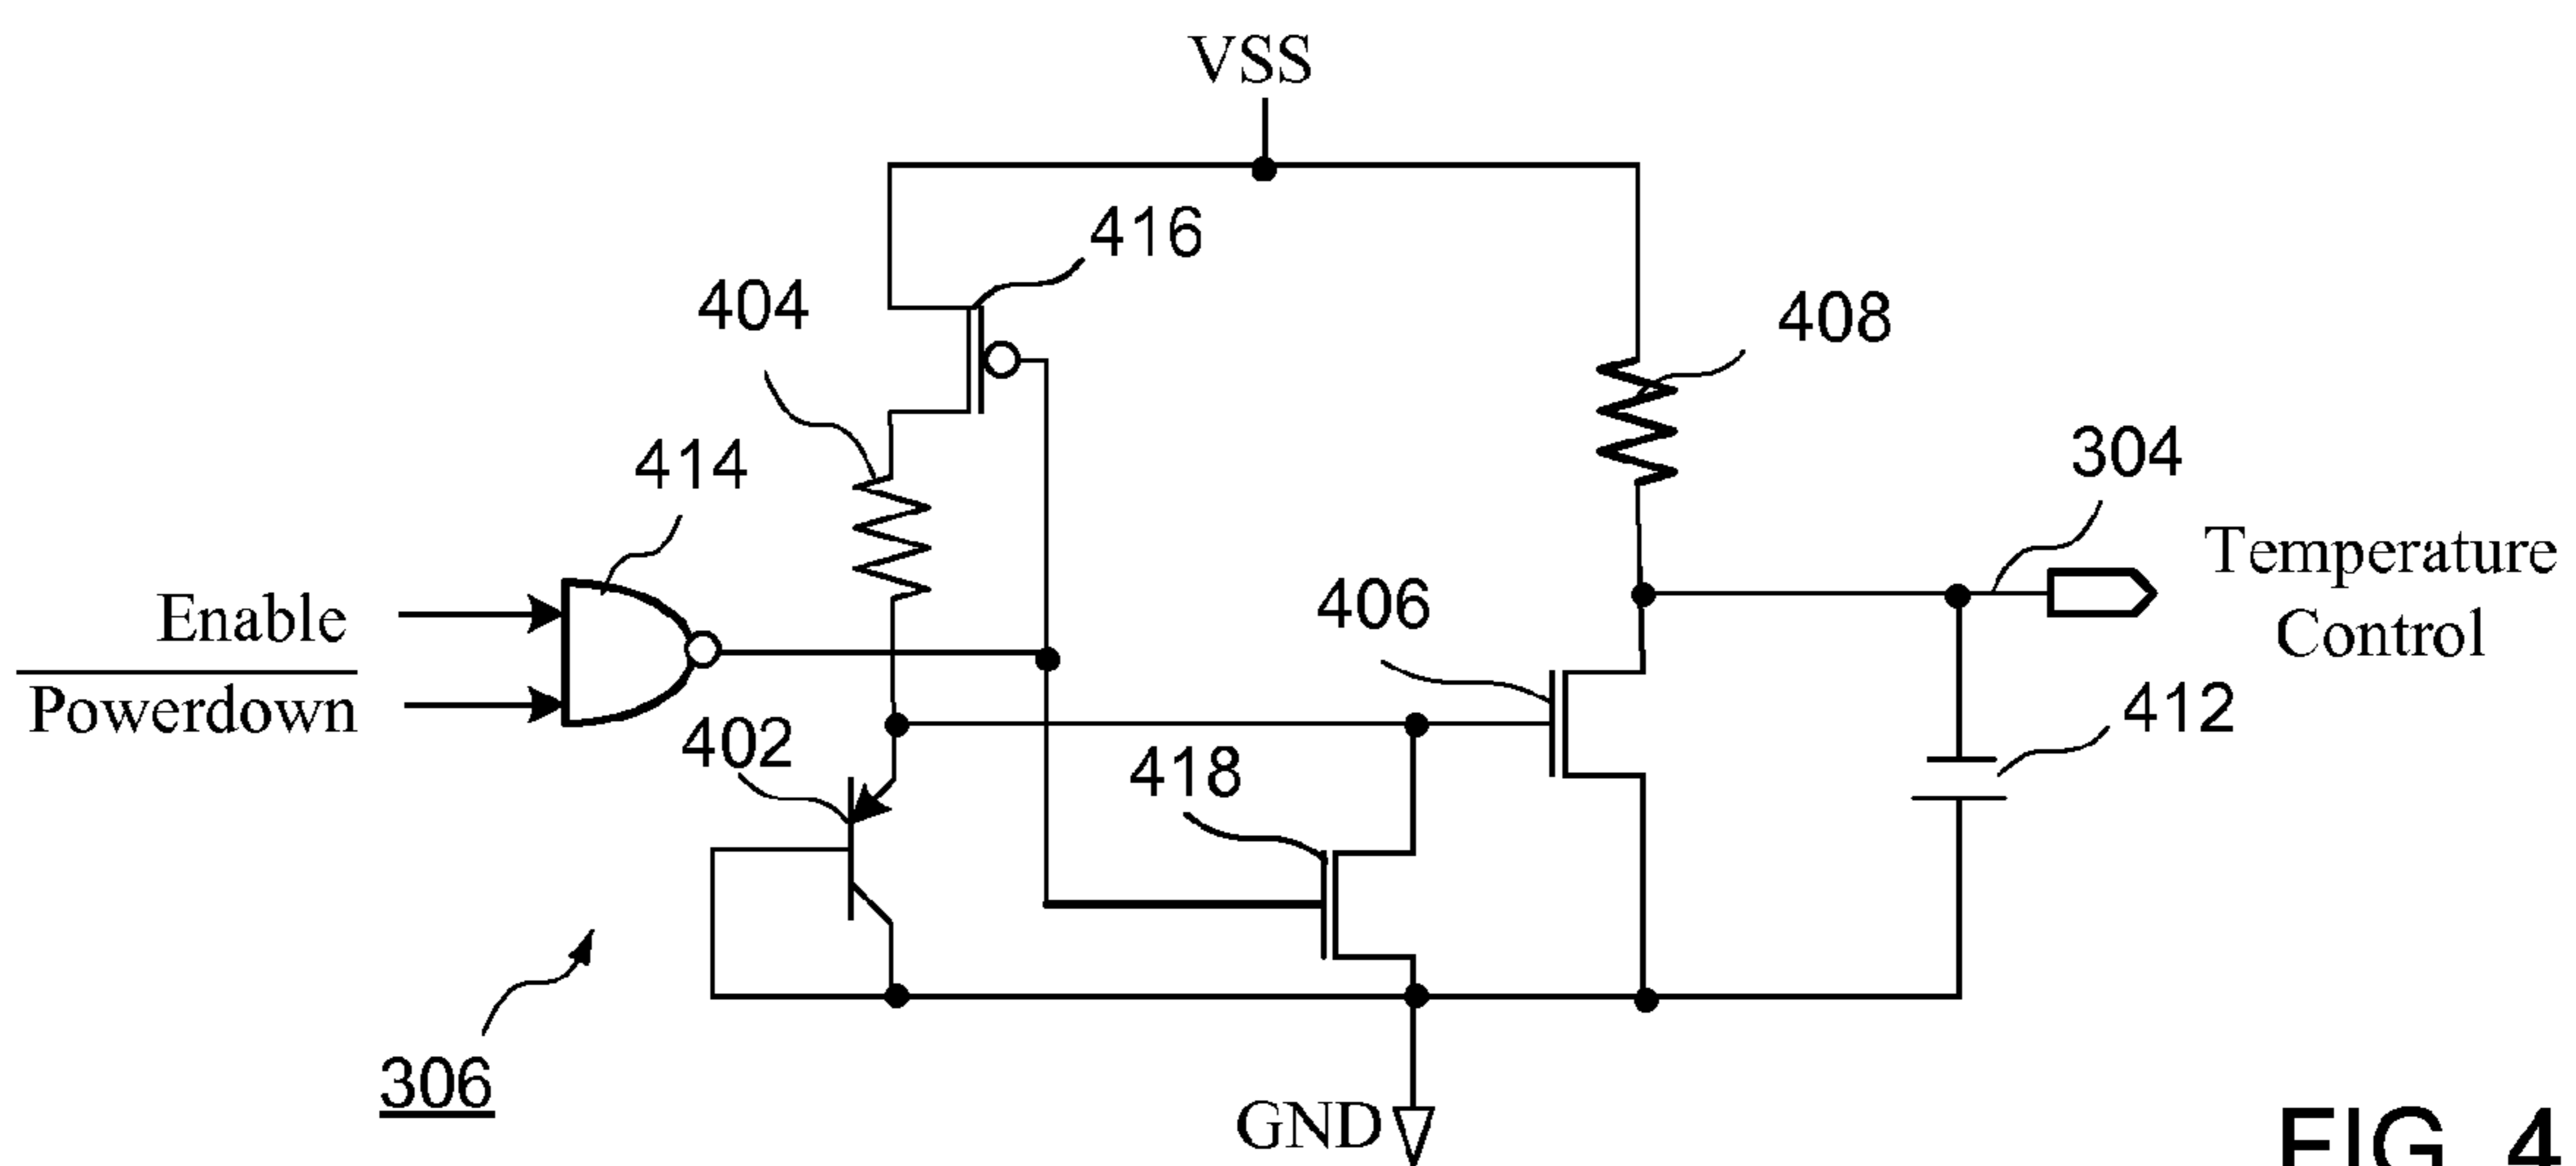 VSS
416
404
408
414
304
Temperature
Control
Enable
406
Powerdown
402
418
412
306
GND
FIG. 4